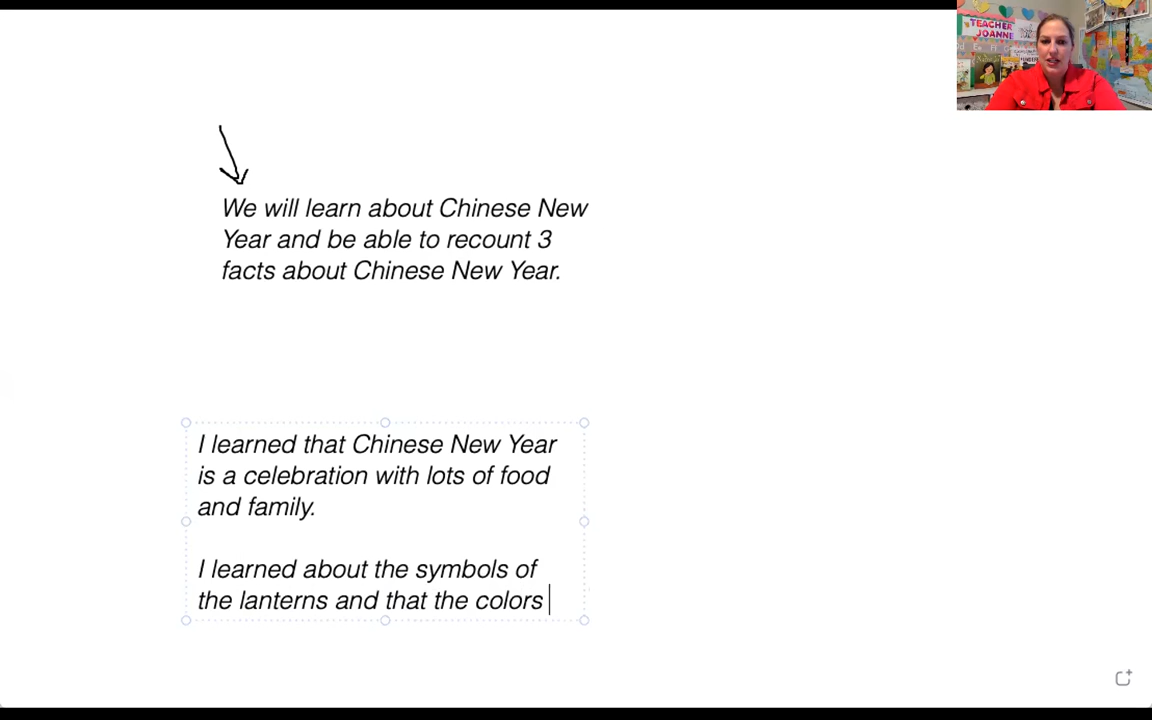 TEACHER
JOANNE
We will learn about Chinese New
Year and be able to recount 3
facts about Chinese New Year.
I learned that Chinese New Year
is a celebration with lots of food
and family.
I learned about the symbols of
the lanterns and that the colors